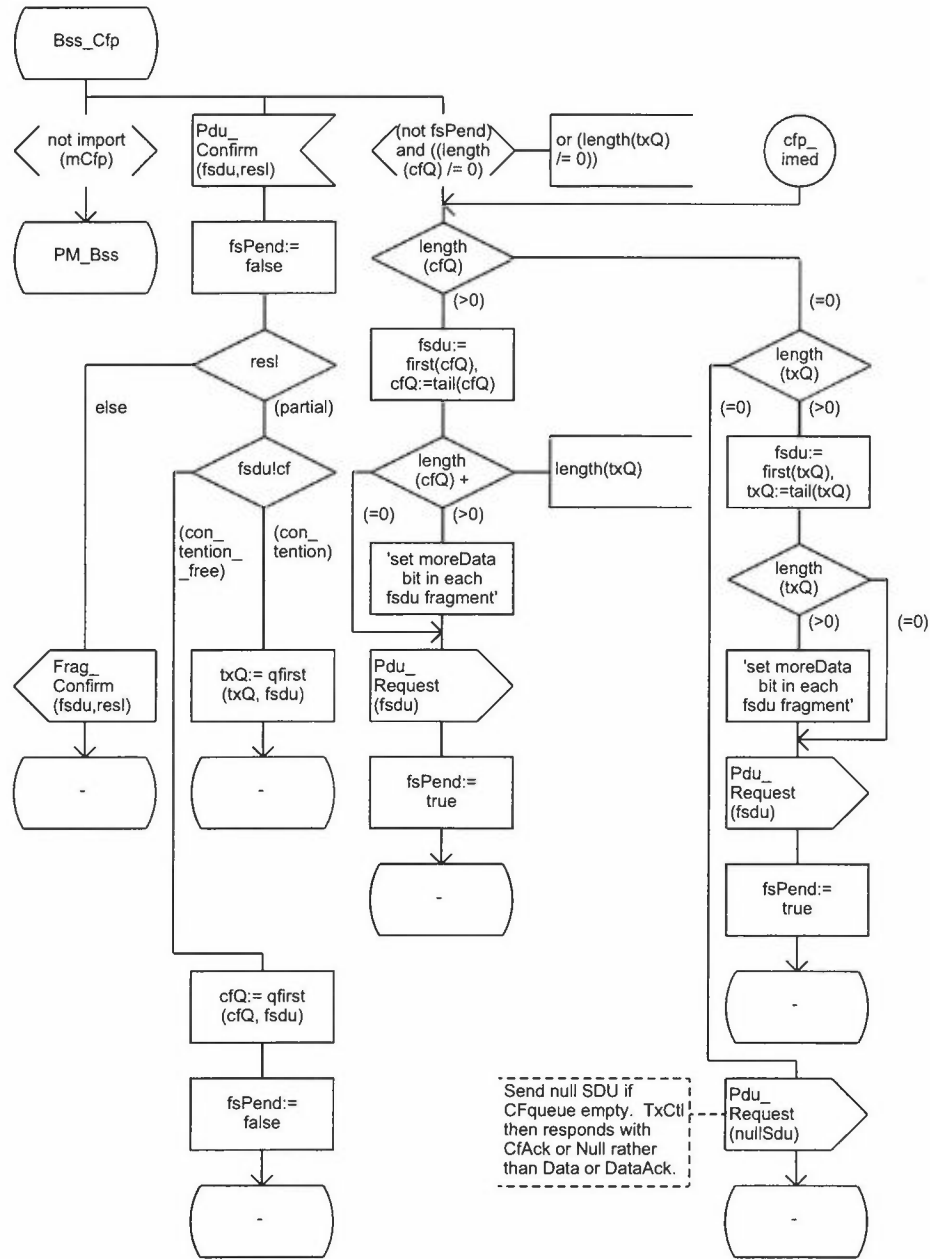 Bss_Cfp
not import
(mCfp)
PM_Bss
Pdu_
Confirm
(fsdu,resl)
fsPend:=
false
resl
else
(partial)
fsdu!cf
(con_
tention_
_free)
(con_
tention)
Frag_
Confirm
(fsdu,resl)
-
txQ:= qfirst
(txQ, fsdu)
-
cfQ:= qfirst
(cfQ, fsdu)
fsPend:=
false
-
(not fsPend)
and ((length
(cfQ) /= 0)
or (length(txQ)
/= 0))
cfp_
imed
length
(cfQ)
(>0)
(=0)
fsdu:=
first(cfQ),
cfQ:=tail(cfQ)
length
(cfQ) +
length(txQ)
(=0)
(>0)
'set moreData
bit in each
fsdu fragment'
Pdu_
Request
(fsdu)
fsPend:=
true
-
length
(txQ)
(=0)
(>0)
fsdu:=
first(txQ),
txQ:=tail(txQ)
length
(txQ)
(>0)
(=0)
'set moreData
bit in each
fsdu fragment'
Pdu_
Request
(fsdu)
fsPend:=
true
-
Send null SDU if
CFqueue empty. TxCtl
then responds with
CfAck or Null rather
than Data or DataAck.
Pdu_
Request
(nullSdu)
-